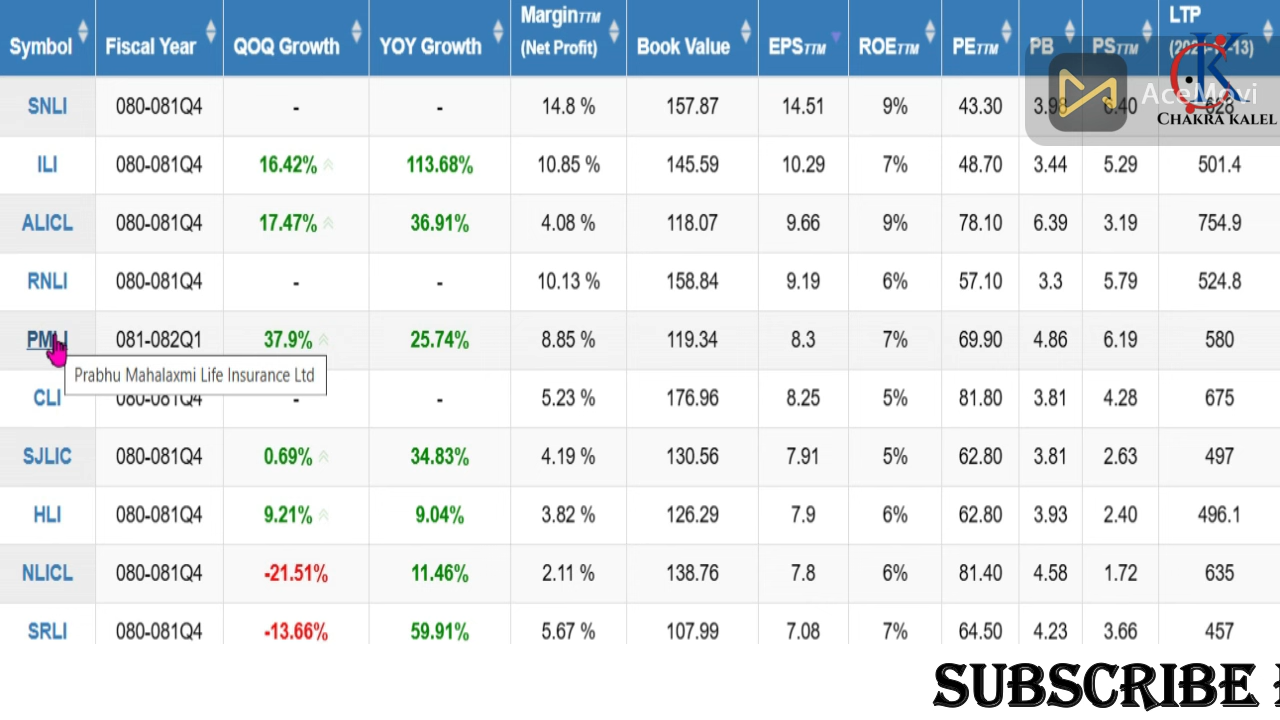 Symbol Fiscal Year QOQ Growth YOY Growth MarginTTM (Net Profit) Book Value EPSTTM ROETTM PETTM PB PSTTM LTP
SNLI 080-081Q4 - - 14.8 % 157.87 14.51 9% 43.30 3.98 6.40 628
ILI 080-081Q4 16.42% 113.68% 10.85 % 145.59 10.29 7% 48.70 3.44 5.29 501.4
ALICL 080-081Q4 17.47% 36.91% 4.08 % 118.07 9.66 9% 78.10 6.39 3.19 754.9
RNLI 080-081Q4 - - 10.13 % 158.84 9.19 6% 57.10 3.3 5.79 524.8
PMLI 081-082Q1 37.9% 25.74% 8.85 % 119.34 8.3 7% 69.90 4.86 6.19 580
Prabhu Mahalaxmi Life Insurance Ltd
CLI 080-081Q4 - - 5.23 % 176.96 8.25 5% 81.80 3.81 4.28 675
SJLIC 080-081Q4 0.69% 34.83% 4.19 % 130.56 7.91 5% 62.80 3.81 2.63 497
HLI 080-081Q4 9.21% 9.04% 3.82 % 126.29 7.9 6% 62.80 3.93 2.40 496.1
NLICL 080-081Q4 -21.51% 11.46% 2.11 % 138.76 7.8 6% 81.40 4.58 1.72 635
SRLI 080-081Q4 -13.66% 59.91% 5.67 % 107.99 7.08 7% 64.50 4.23 3.66 457
AceMovi
CK
CHAKRA KALEL
SUBSCRIBE